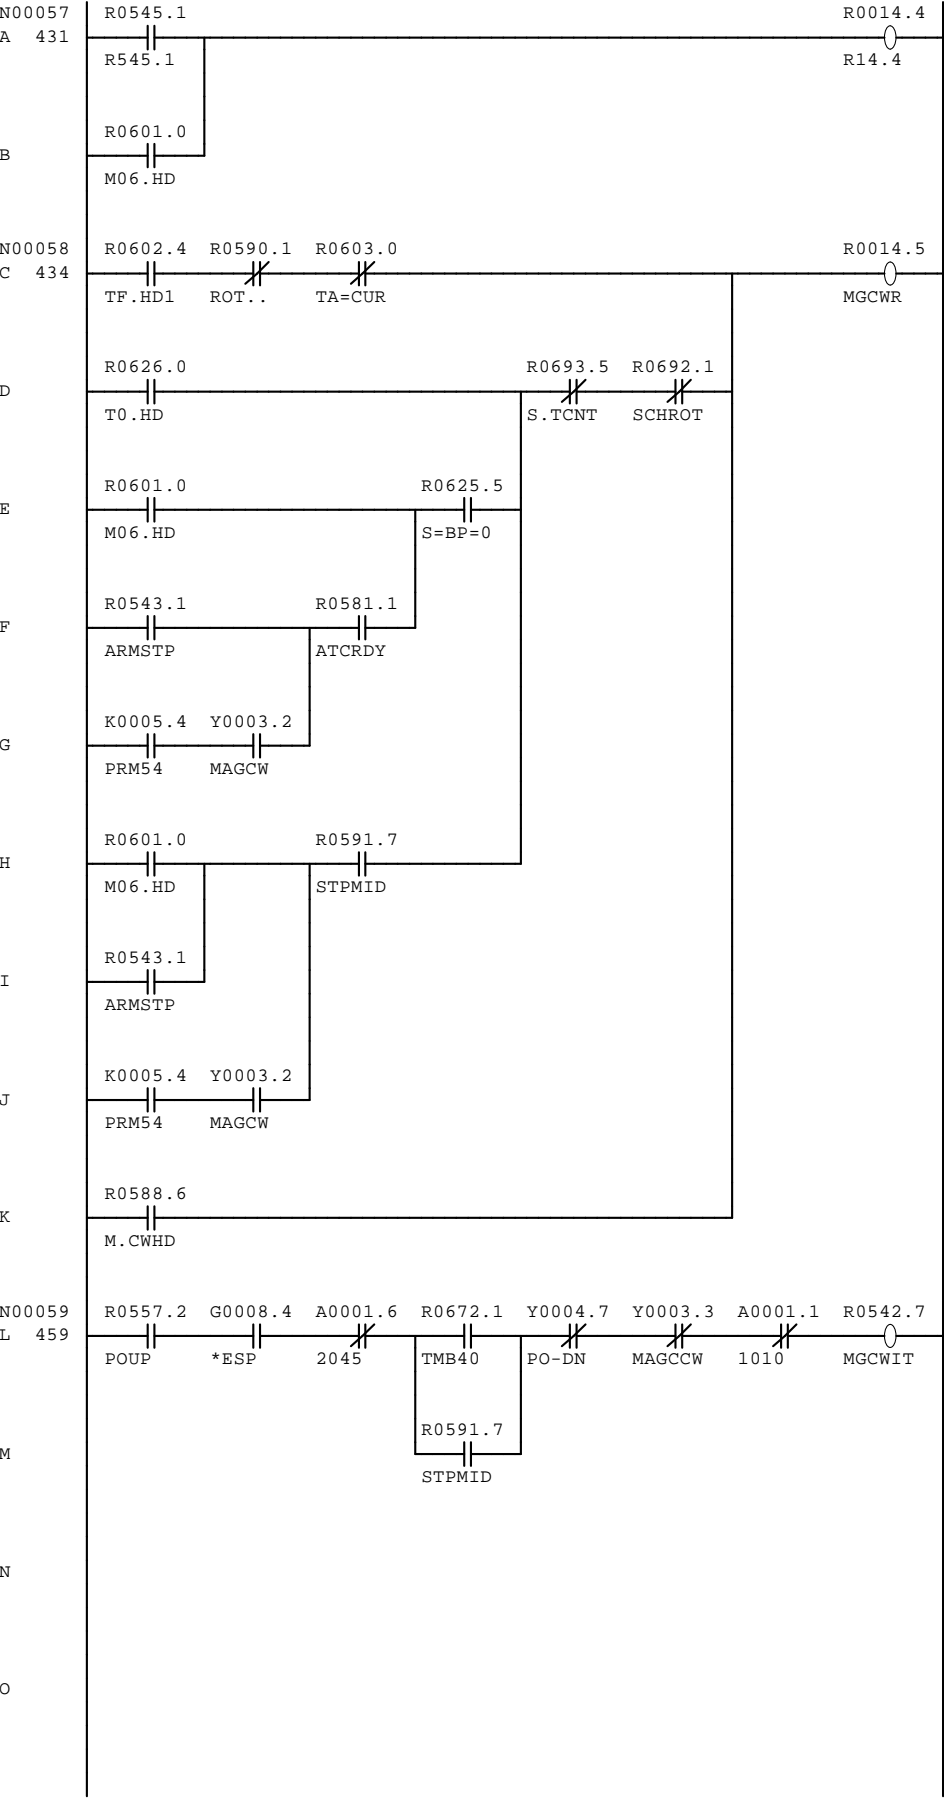 N00057 R0545.1 R0014.4
A 431
R545.1 R14.4
R0601.0
B
M06.HD
N00058 R0602.4 R0590.1 R0603.0 R0014.5
C 434
TF.HD1 ROT.. TA=CUR MGCWR
R0626.0 R0693.5 R0692.1
D
T0.HD S.TCNT SCHROT
R0601.0 R0625.5
E
M06.HD S=BP=0
R0543.1 R0581.1
F
ARMSTP ATCRDY
K0005.4 Y0003.2
G
PRM54 MAGCW
R0601.0 R0591.7
H
M06.HD STPMID
R0543.1
I
ARMSTP
K0005.4 Y0003.2
J
PRM54 MAGCW
R0588.6
K
M.CWHD
N00059 R0557.2 G0008.4 A0001.6 R0672.1 Y0004.7 Y0003.3 A0001.1 R0542.7
L 459
POUP *ESP 2045 TMB40 PO-DN MAGCCW 1010 MGCWIT
R0591.7
M
STPMID
N
O